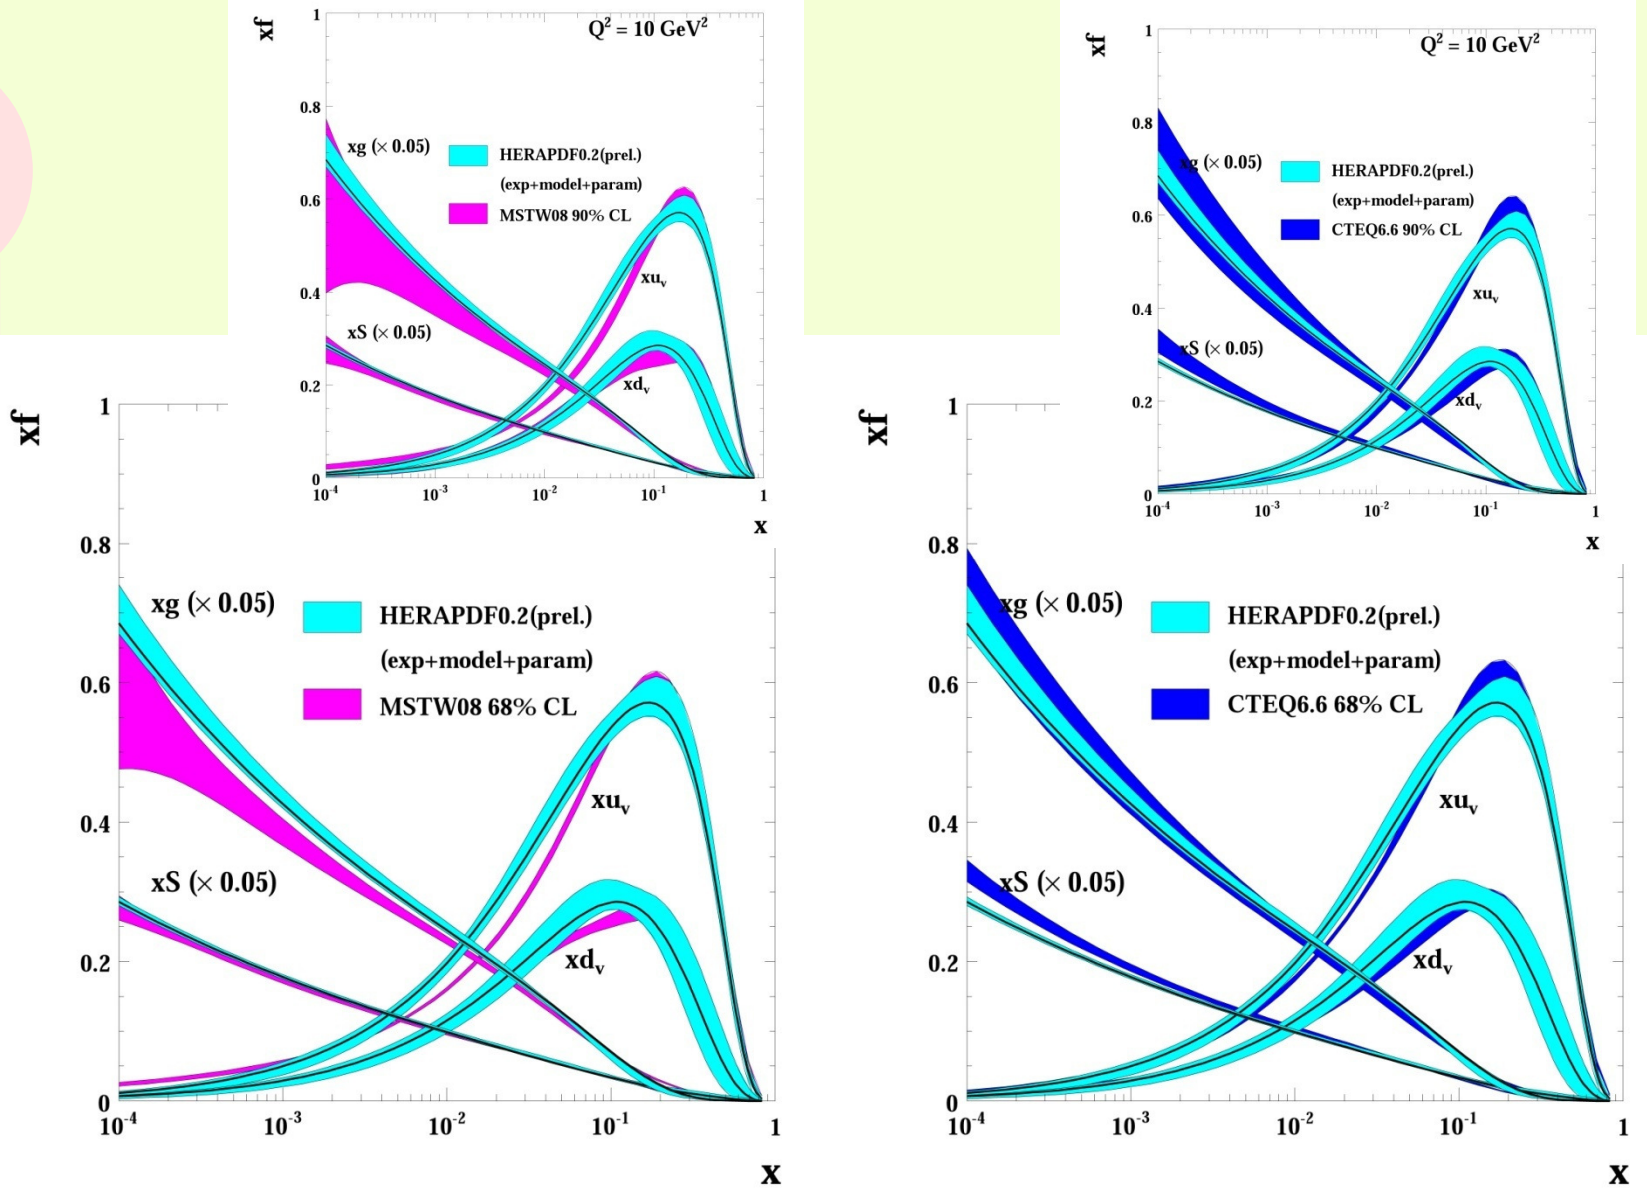 xf
Q² = 10 GeV²
1
0.8
0.6
0.4
0.2
0
xg (× 0.05)
HERAPDF0.2(prel.)
(exp+model+param)
MSTW08 90% CL
xu_v
xS (× 0.05)
xd_v
10⁻⁴ 10⁻³ 10⁻² 10⁻¹ 1
x
xf
Q² = 10 GeV²
1
0.8
0.6
0.4
0.2
0
xg (× 0.05)
HERAPDF0.2(prel.)
(exp+model+param)
CTEQ6.6 90% CL
xu_v
xS (× 0.05)
xd_v
10⁻⁴ 10⁻³ 10⁻² 10⁻¹ 1
x
xf
1
0.8
0.6
0.4
0.2
0
xg (× 0.05)
HERAPDF0.2(prel.)
(exp+model+param)
MSTW08 68% CL
xu_v
xS (× 0.05)
xd_v
10⁻⁴ 10⁻³ 10⁻² 10⁻¹ 1
x
xf
1
0.8
0.6
0.4
0.2
0
xg (× 0.05)
HERAPDF0.2(prel.)
(exp+model+param)
CTEQ6.6 68% CL
xu_v
xS (× 0.05)
xd_v
10⁻⁴ 10⁻³ 10⁻² 10⁻¹ 1
x